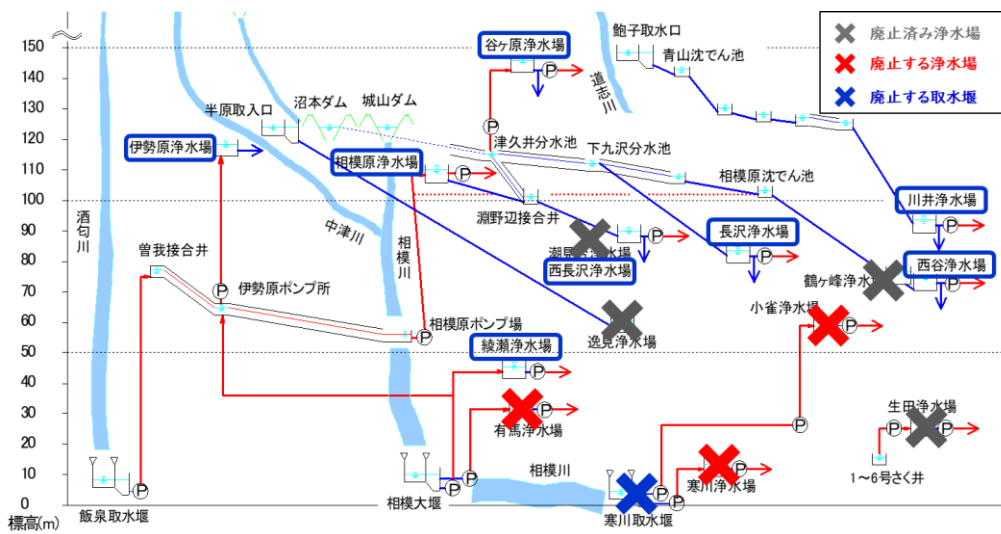 廃止済み浄水場
廃止する浄水場
廃止する取水堰
150
140
130
120
110
100
90
80
70
60
50
40
30
20
10
0
標高(m)
谷ヶ原浄水場
P
P
鮑子取水口
青山沈でん池
道志川
半原取入口
沼本ダム
城山ダム
津久井分水池
下九沢分水池
伊勢原浄水場
相模原浄水場
P
相模原沈でん池
淵野辺接合井
川井浄水場
P
酒匂川
中津川
相模川
P
西長沢浄水場
長沢浄水場
P
西谷浄水場
P
鶴ヶ峰浄水場
曽我接合井
P
伊勢原ポンプ所
相模原ポンプ場
P
逸見浄水場
小雀浄水場
P
綾瀬浄水場
P
有馬浄水場
P
P
生田浄水場
P
P
1～6号さく井
飯泉取水堰
P
相模大堰
P
P
相模川
寒川取水堰
P
P
寒川浄水場
P